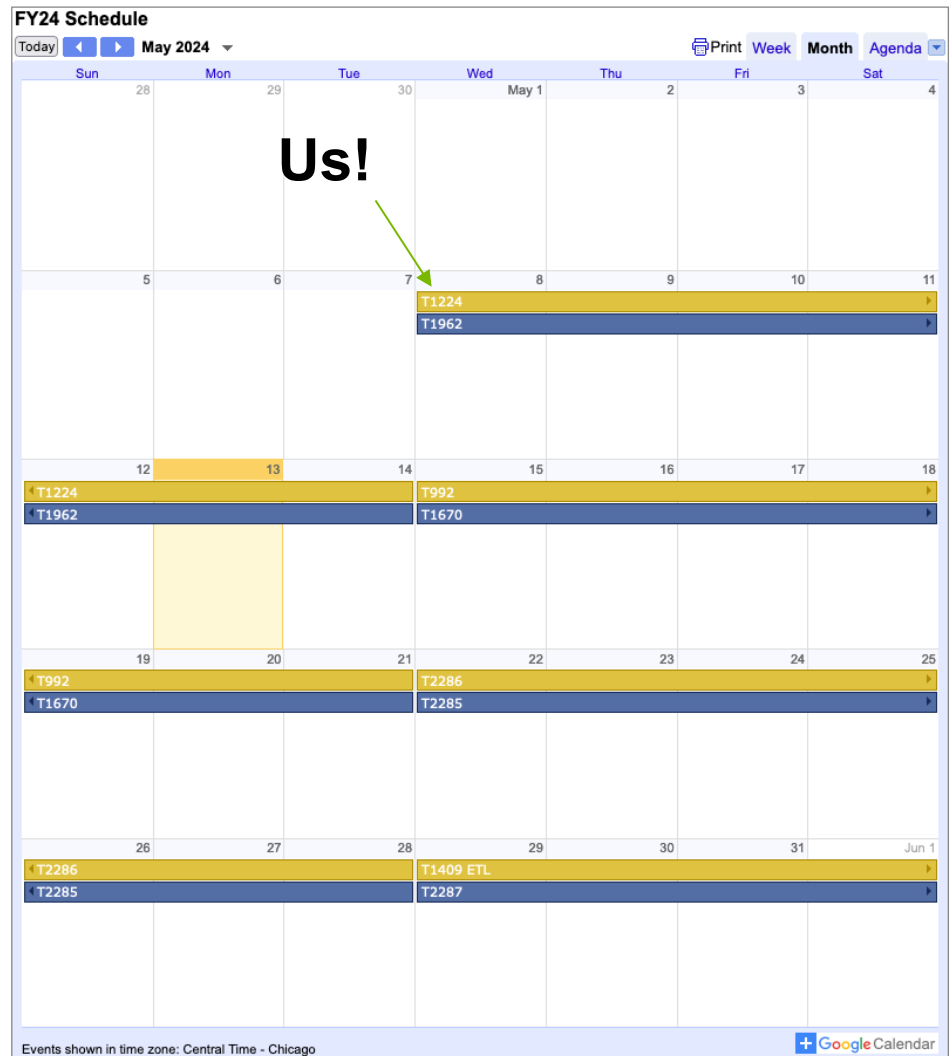 FY24 Schedule
Today May 2024 Print Week Month Agenda
Sun Mon Tue Wed Thu Fri Sat
28 29 30 May 1 2 3 4
Us!
5 6 7 8 9 10 11
T1224
T1962
12 13 14 15 16 17 18
T1224 T992
T1962 T1670
19 20 21 22 23 24 25
T992 T2286
T1670 T2285
26 27 28 29 30 31 Jun 1
T2286 T1409 ETL
T2285 T2287
Events shown in time zone: Central Time - Chicago
+ Google Calendar